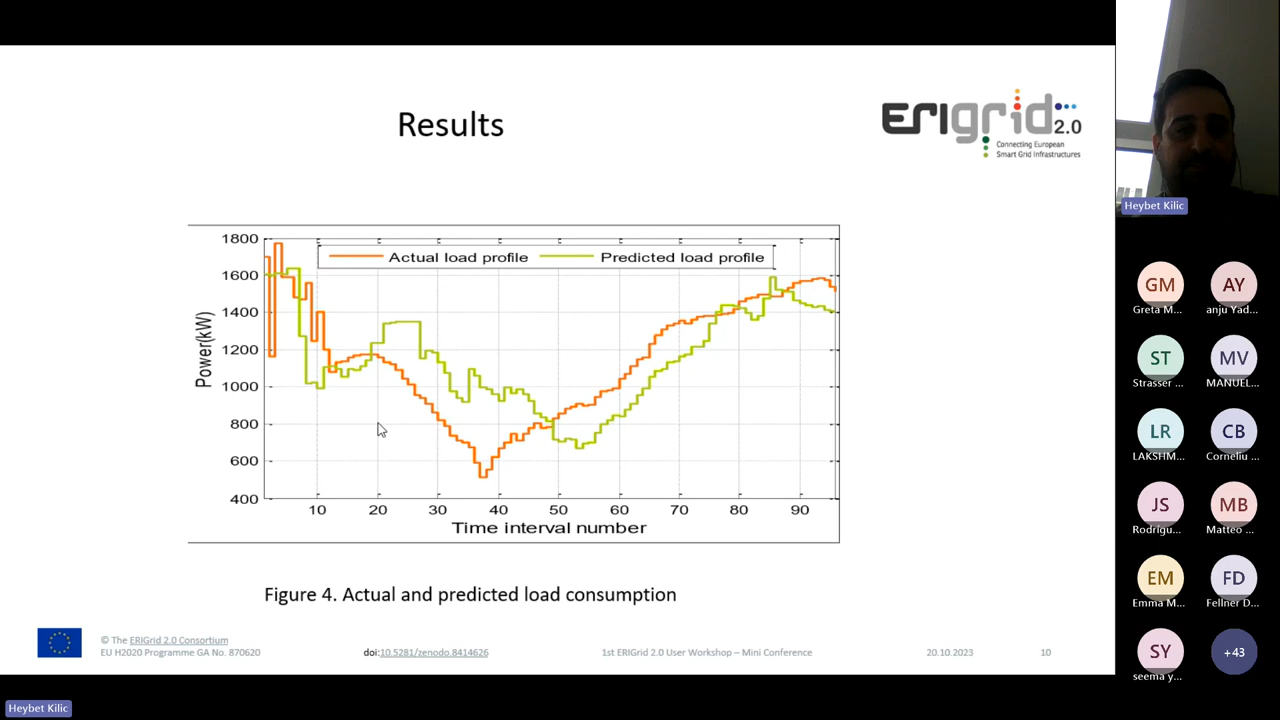 Results
ERIgrid 2.0
Connecting European
Smart Grid Infrastructures
Actual load profile
Predicted load profile
Power(kW)
1800
1600
1400
1200
1000
800
600
400
10 20 30 40 50 60 70 80 90
Time interval number
Figure 4. Actual and predicted load consumption
© The ERIGrid 2.0 Consortium
EU H2020 Programme GA No. 870620
doi:10.5281/zenodo.8414626
1st ERIGrid 2.0 User Workshop – Mini Conference
20.10.2023
10
Heybet Kilic
GM
Greta M...
AY
anju Yad...
ST
Strasser ...
MV
MANUEL...
LR
LAKSHM...
CB
Corneliu ...
JS
Rodrigu...
MB
Matteo ...
EM
Emma M...
FD
Fellner D...
SY
seema y...
+43
Heybet Kilic